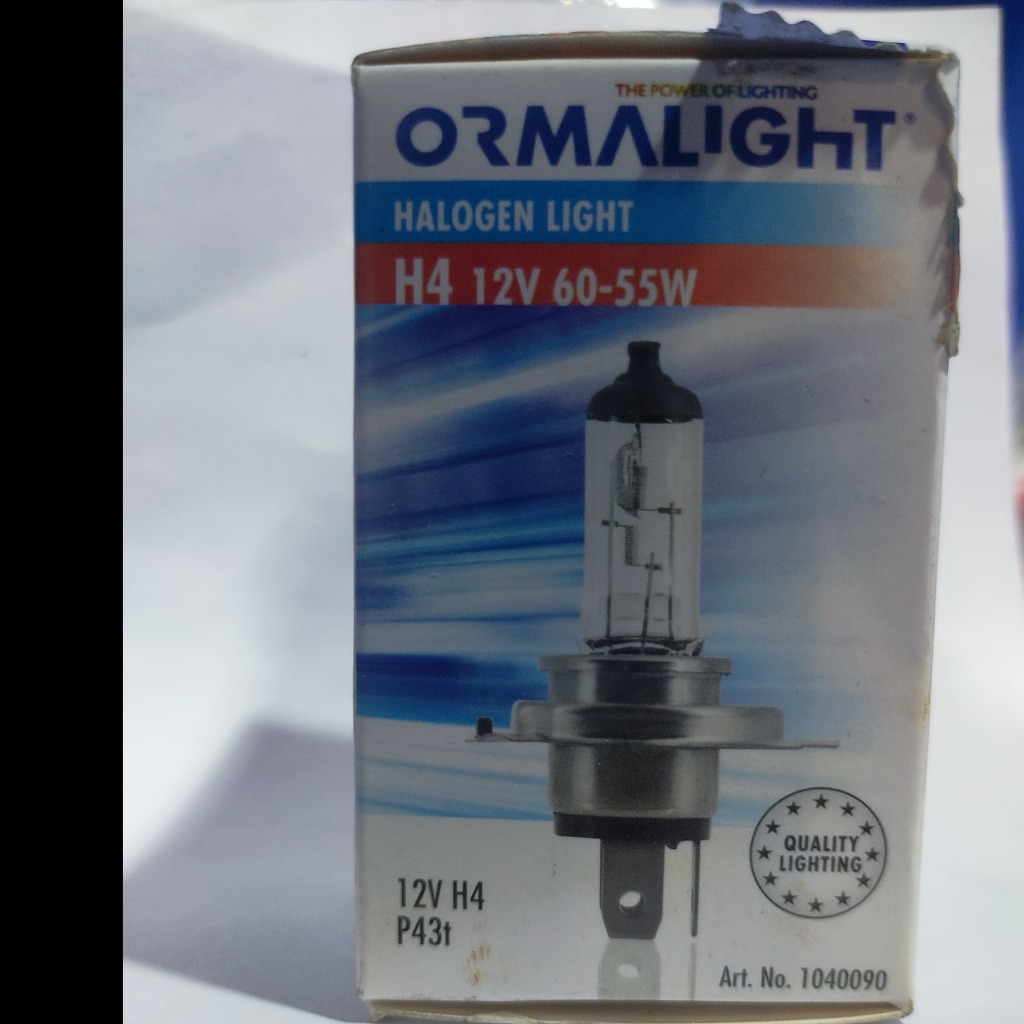 THE POWER OF LIGHTING
ORMALIGHT®
HALOGEN LIGHT
H4 12V 60-55W
QUALITY
LIGHTING
12V H4
P43t
Art. No. 1040090